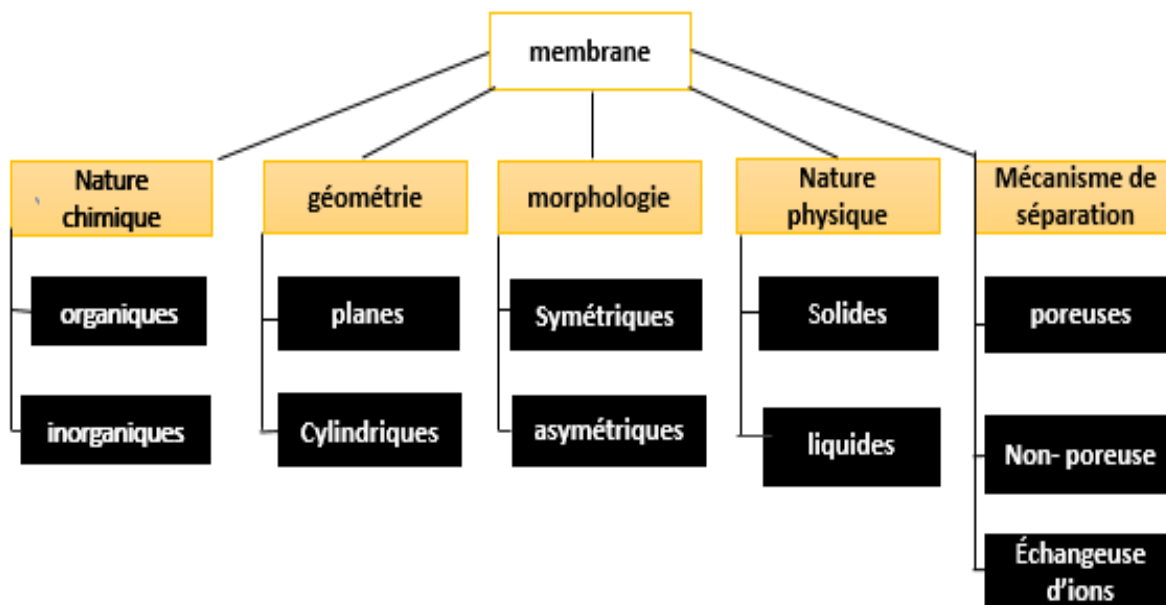 membrane
Nature
chimique
géométrie
morphologie
Nature
physique
Mécanisme de
séparation
organiques
planes
Symétriques
Solides
poreuses
inorganiques
Cylindriques
asymétriques
liquides
Non- poreuse
Échangeuse
d'ions